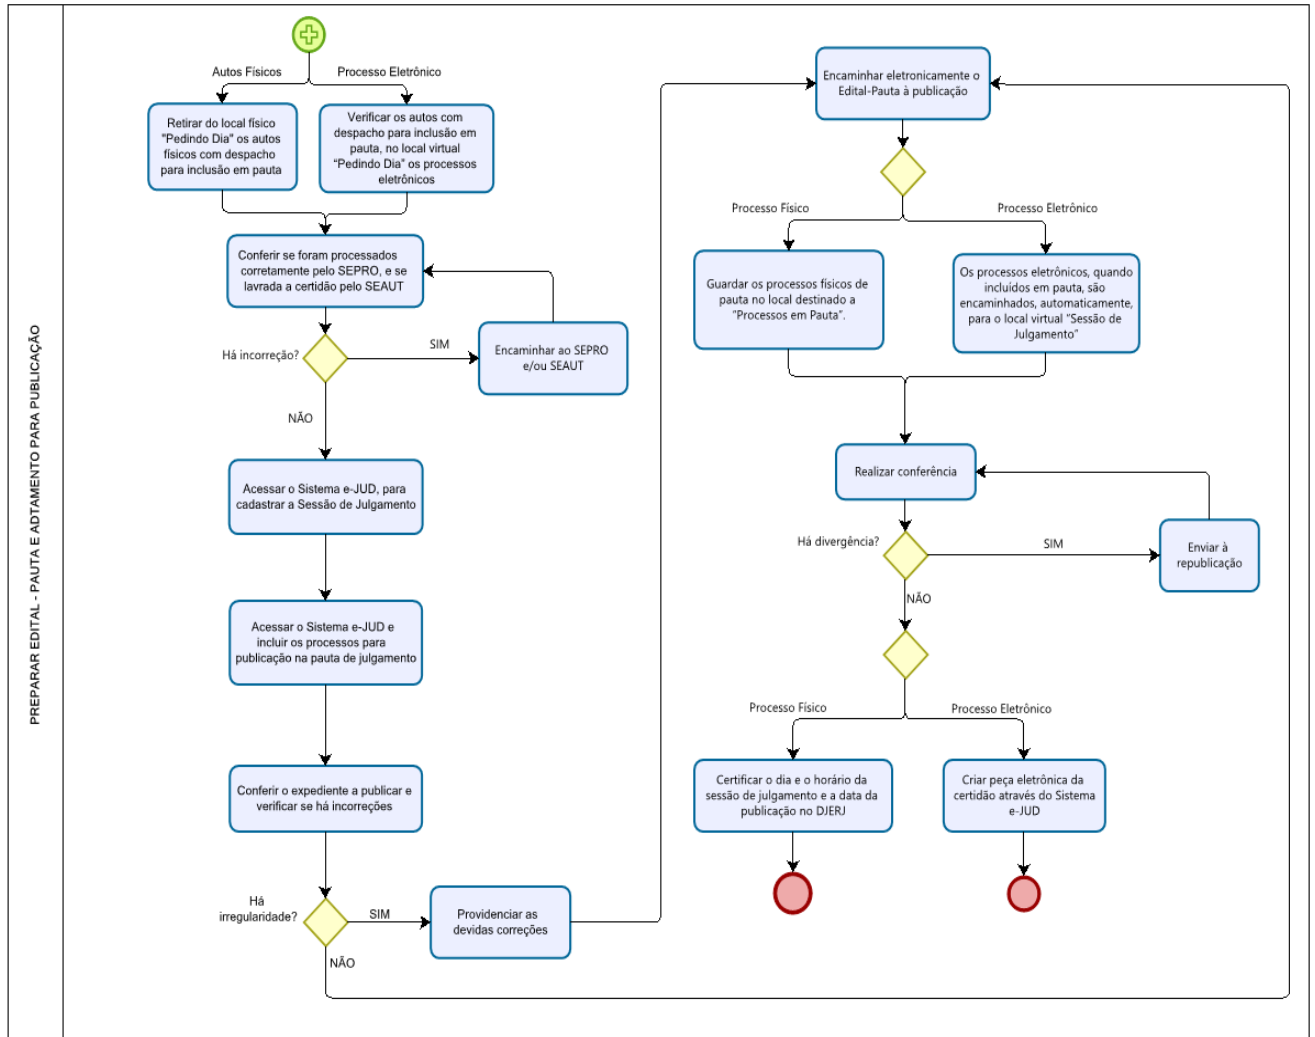 PREPARAR EDITAL - PAUTA E ADTAMENTO PARA PUBLICAÇÃO
Autos Físicos
Processo Eletrônico
Retirar do local físico
"Pedindo Dia" os autos
físicos com despacho
para inclusão em pauta
Verificar os autos com
despacho para inclusão em
pauta, no local virtual
“Pedindo Dia” os processos
eletrônicos
Conferir se foram processados
corretamente pelo SEPRO, e se
lavrada a certidão pelo SEAUT
Há incorreção?
SIM
Encaminhar ao SEPRO
e/ou SEAUT
NÃO
Acessar o Sistema e-JUD, para
cadastrar a Sessão de Julgamento
Acessar o Sistema e-JUD e
incluir os processos para
publicação na pauta de julgamento
Conferir o expediente a publicar e
verificar se há incorreções
Há
irregularidade?
SIM
Providenciar as
devidas correções
NÃO
Encaminhar eletronicamente o
Edital-Pauta à publicação
Processo Físico
Processo Eletrônico
Guardar os processos físicos de
pauta no local destinado a
“Processos em Pauta”.
Os processos eletrônicos, quando
incluídos em pauta, são
encaminhados, automaticamente,
para o local virtual “Sessão de
Julgamento”
Realizar conferência
Há divergência?
SIM
Enviar à
republicação
NÃO
Processo Físico
Processo Eletrônico
Certificar o dia e o horário da
sessão de julgamento e a data da
publicação no DJERJ
Criar peça eletrônica da
certidão através do Sistema
e-JUD